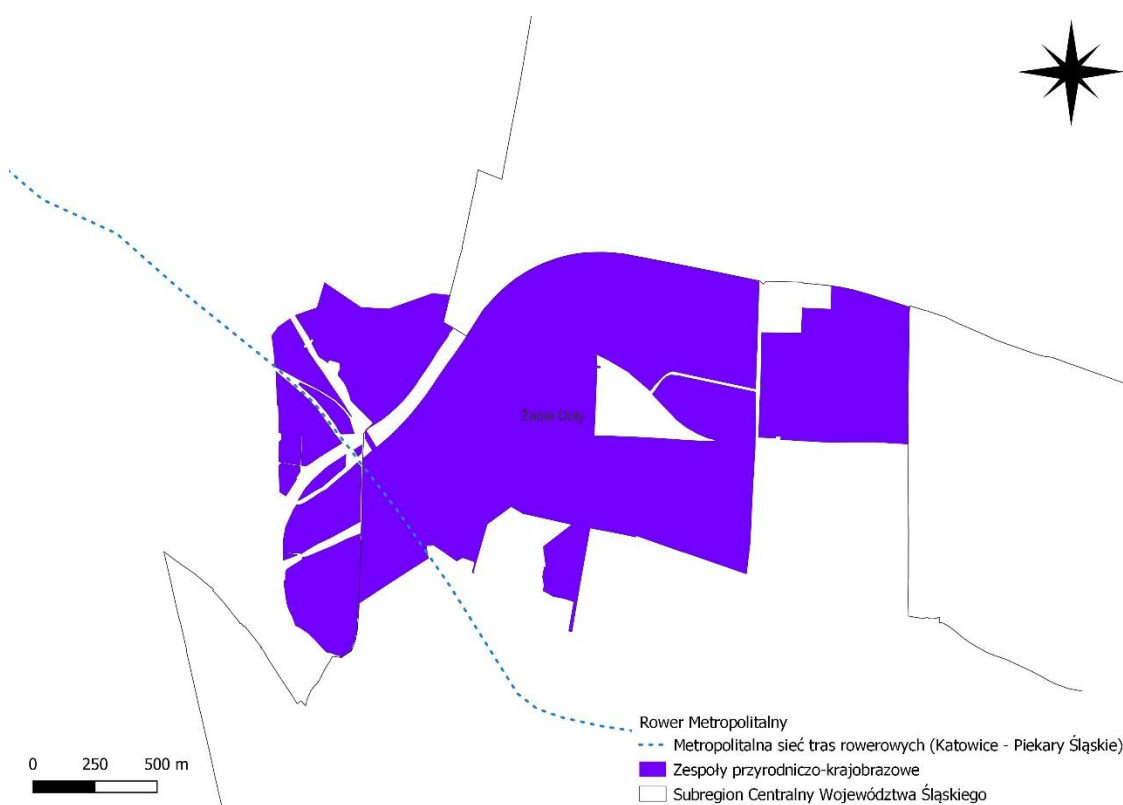 Żabie Doły
Rower Metropolitalny
Metropolitalna sieć tras rowerowych (Katowice - Piekary Śląskie)
Zespoły przyrodniczo-krajobrazowe
Subregion Centralny Województwa Śląskiego
0 250 500 m